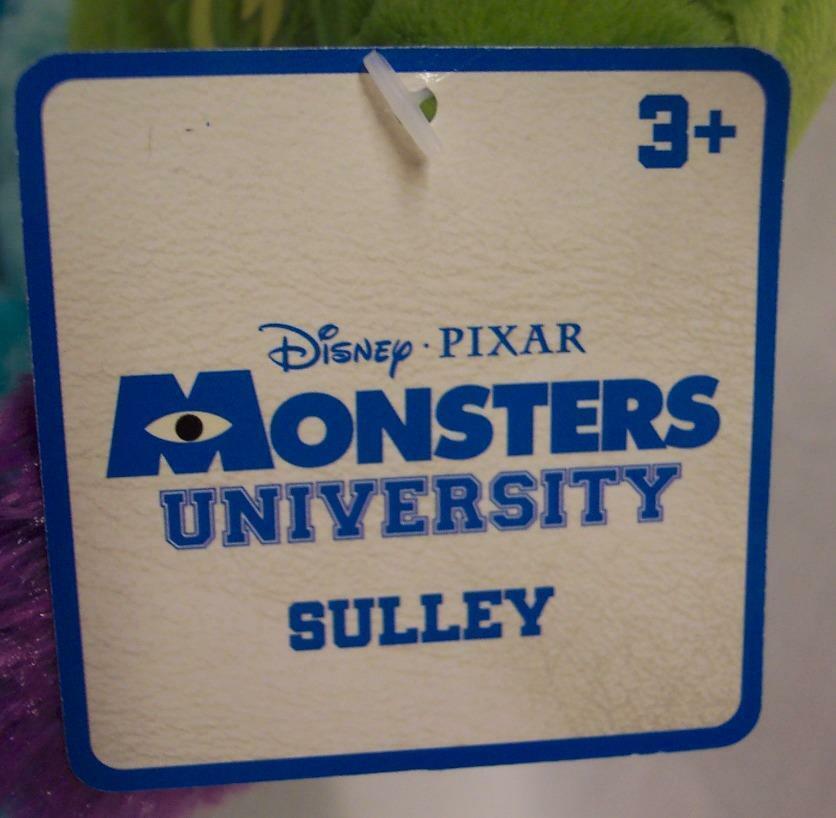 3+
Disney · PIXAR
MONSTERS
UNIVERSITY
SULLEY